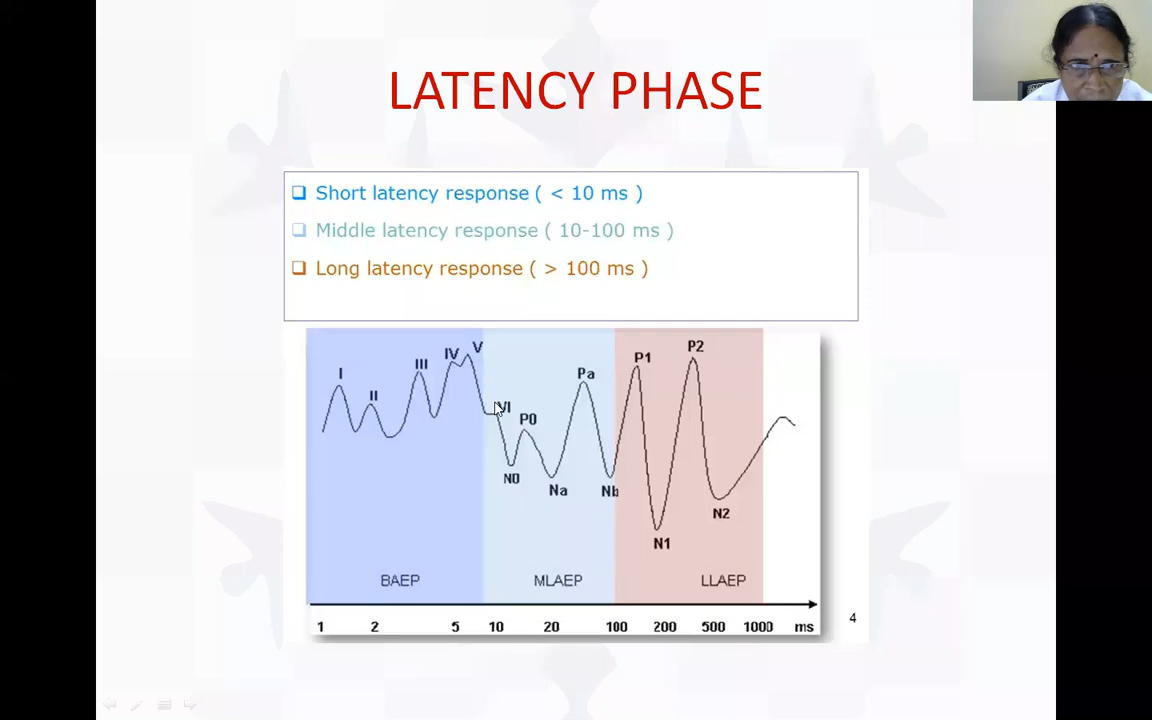 LATENCY PHASE
Short latency response ( < 10 ms )
Middle latency response ( 10-100 ms )
Long latency response ( > 100 ms )
I
II
III
IV
V
VI
P0
N0
Na
Pa
Nb
P1
N1
P2
N2
BAEP MLAEP LLAEP
1 2 5 10 20 100 200 500 1000 ms
4